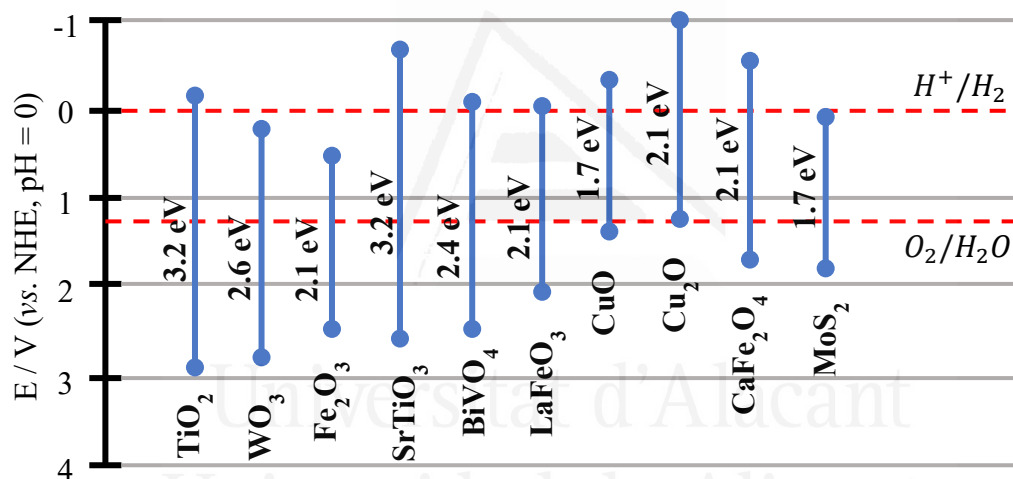 E / V (vs. NHE, pH = 0)
-1
0
1
2
3
4
H⁺/H₂
O₂/H₂O
3.2 eV
2.6 eV
2.1 eV
3.2 eV
2.4 eV
2.1 eV
1.7 eV
2.1 eV
2.1 eV
1.7 eV
TiO₂
WO₃
Fe₂O₃
SrTiO₃
BiVO₄
LaFeO₃
CuO
Cu₂O
CaFe₂O₄
MoS₂
Universitat d'Alacant